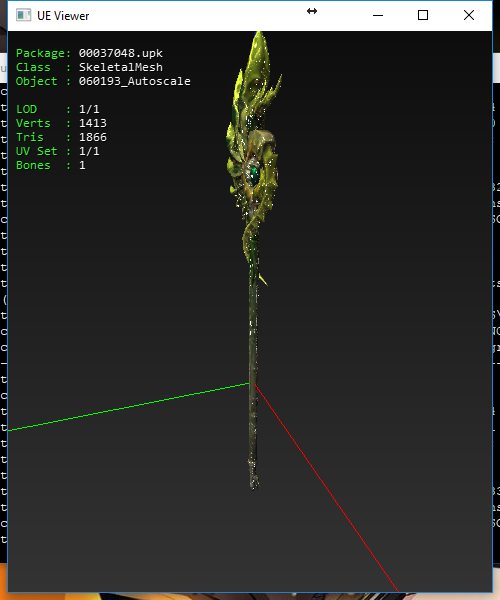 UE Viewer
Package: 00037048.upk
Class : SkeletalMesh
Object : 060193_Autoscale
LOD : 1/1
Verts : 1413
Tris : 1866
UV Set : 1/1
Bones : 1